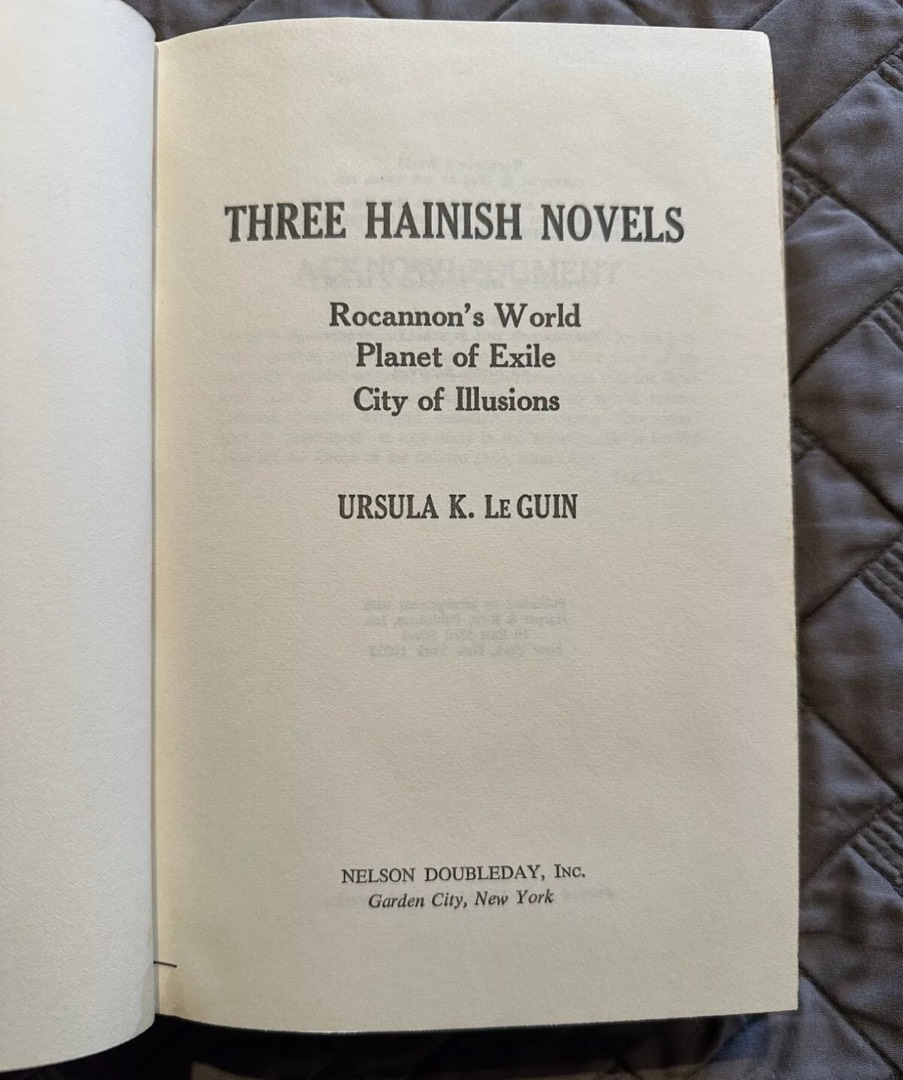 THREE HAINISH NOVELS
Rocannon's World
Planet of Exile
City of Illusions
URSULA K. LE GUIN
NELSON DOUBLEDAY, INC.
Garden City, New York